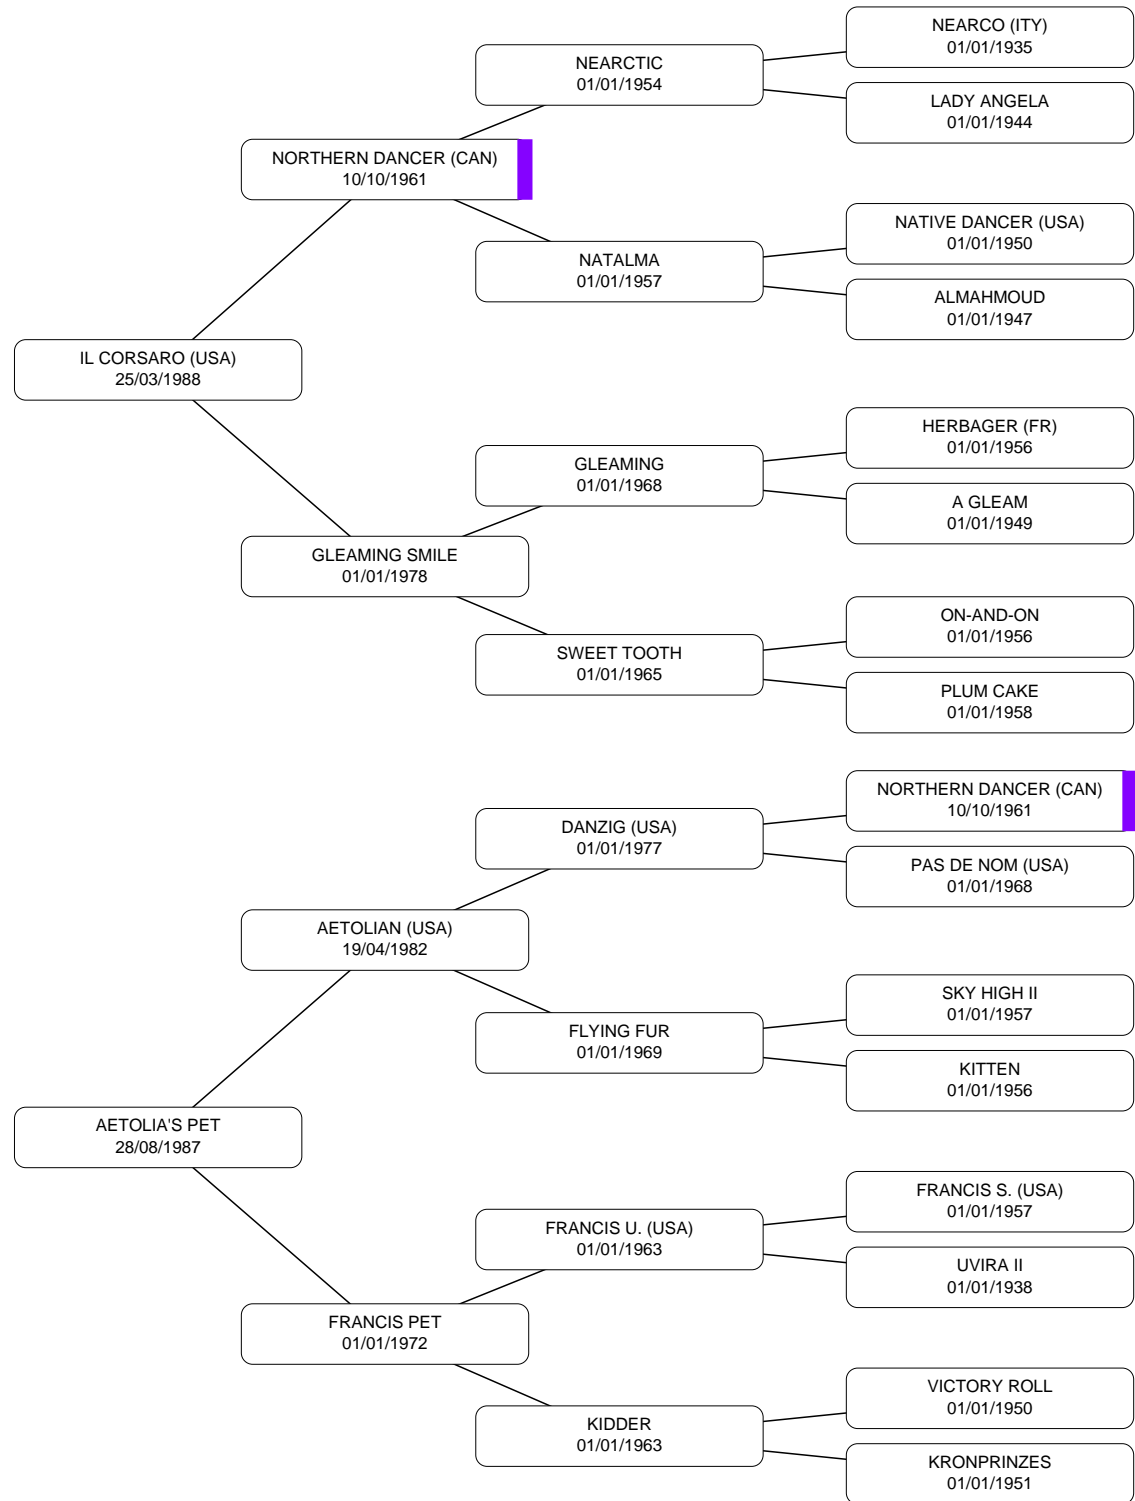 NEARCO (ITY)
01/01/1935
NEARCTIC
01/01/1954
LADY ANGELA
01/01/1944
NORTHERN DANCER (CAN)
10/10/1961
NATIVE DANCER (USA)
01/01/1950
NATALMA
01/01/1957
ALMAHMOUD
01/01/1947
IL CORSARO (USA)
25/03/1988
HERBAGER (FR)
01/01/1956
GLEAMING
01/01/1968
A GLEAM
01/01/1949
GLEAMING SMILE
01/01/1978
ON-AND-ON
01/01/1956
SWEET TOOTH
01/01/1965
PLUM CAKE
01/01/1958
NORTHERN DANCER (CAN)
10/10/1961
DANZIG (USA)
01/01/1977
PAS DE NOM (USA)
01/01/1968
AETOLIAN (USA)
19/04/1982
SKY HIGH II
01/01/1957
FLYING FUR
01/01/1969
KITTEN
01/01/1956
AETOLIA'S PET
28/08/1987
FRANCIS S. (USA)
01/01/1957
FRANCIS U. (USA)
01/01/1963
UVIRA II
01/01/1938
FRANCIS PET
01/01/1972
VICTORY ROLL
01/01/1950
KIDDER
01/01/1963
KRONPRINZES
01/01/1951